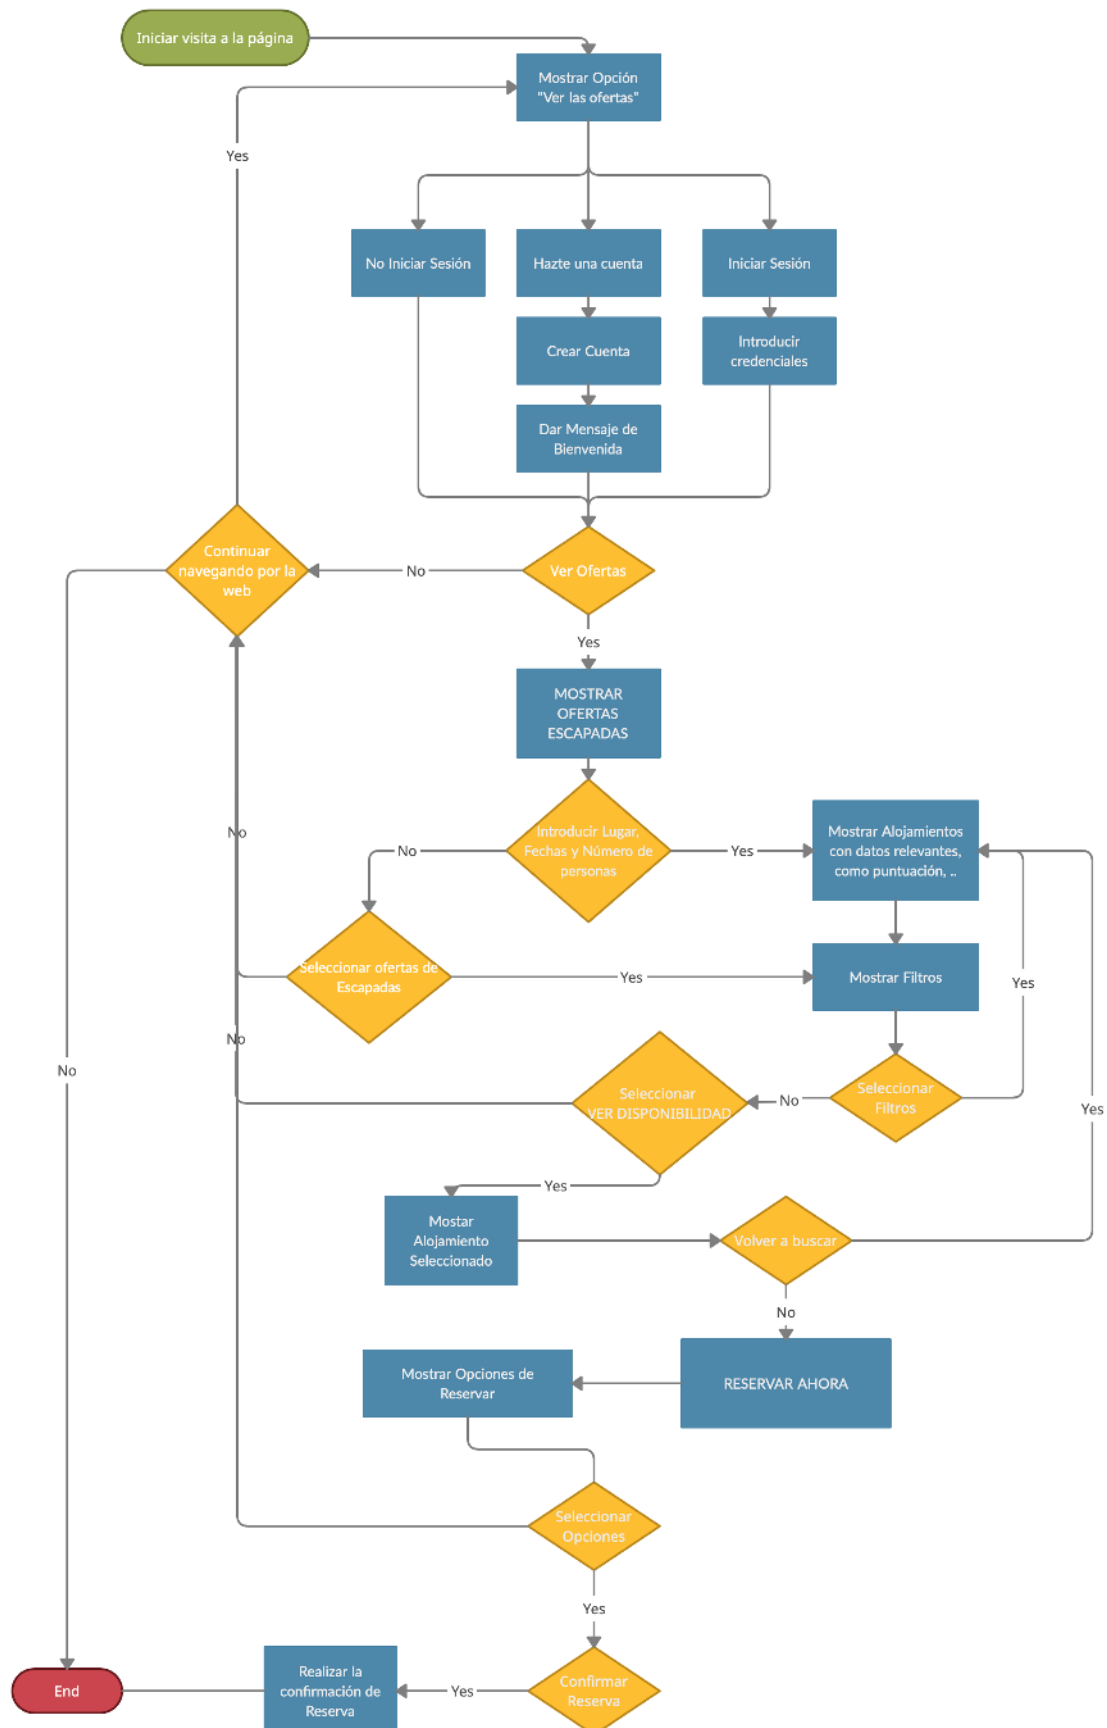 Iniciar visita a la página
Mostrar Opción
"Ver las ofertas"
Yes
No Iniciar Sesión
Hazte una cuenta
Iniciar Sesión
Crear Cuenta
Introducir
credenciales
Dar Mensaje de
Bienvenida
Continuar
navegando por la
web
No
Ver Ofertas
Yes
MOSTRAR
OFERTAS
ESCAPADAS
No
Introducir Lugar,
Fechas y Número de
personas
No
Yes
Mostrar Alojamientos
con datos relevantes,
como puntuación, ..
Seleccionar ofertas de
Escapadas
Yes
Mostrar Filtros
Yes
No
No
Seleccionar
VER DISPONIBILIDAD
No
Seleccionar
Filtros
Yes
Yes
Mostar
Alojamiento
Seleccionado
Volver a buscar
No
Mostrar Opciones de
Reservar
RESERVAR AHORA
Seleccionar
Opciones
Yes
End
Realizar la
confirmación de
Reserva
Yes
Confirmar
Reserva